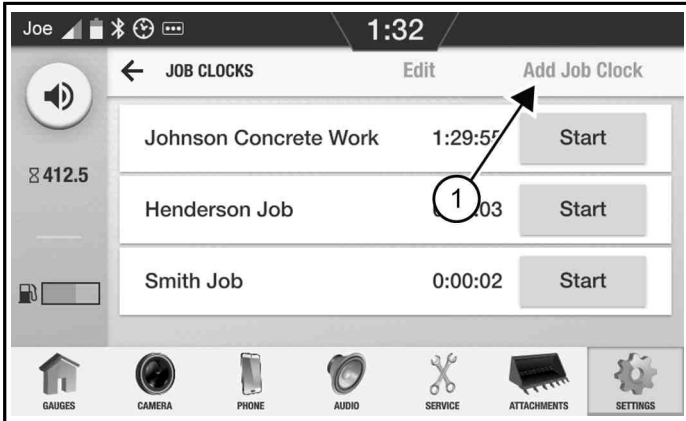 Joe 1:32
JOB CLOCKS Edit Add Job Clock
Johnson Concrete Work 1:29:55 Start
412.5
1
Henderson Job 03 Start
Smith Job 0:00:02 Start
GAUGES CAMERA PHONE AUDIO SERVICE ATTACHMENTS SETTINGS